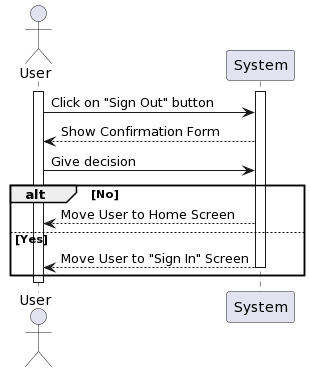 User
System
Click on "Sign Out" button
Show Confirmation Form
Give decision
alt [No]
Move User to Home Screen
[Yes]
Move User to "Sign In" Screen
User
System